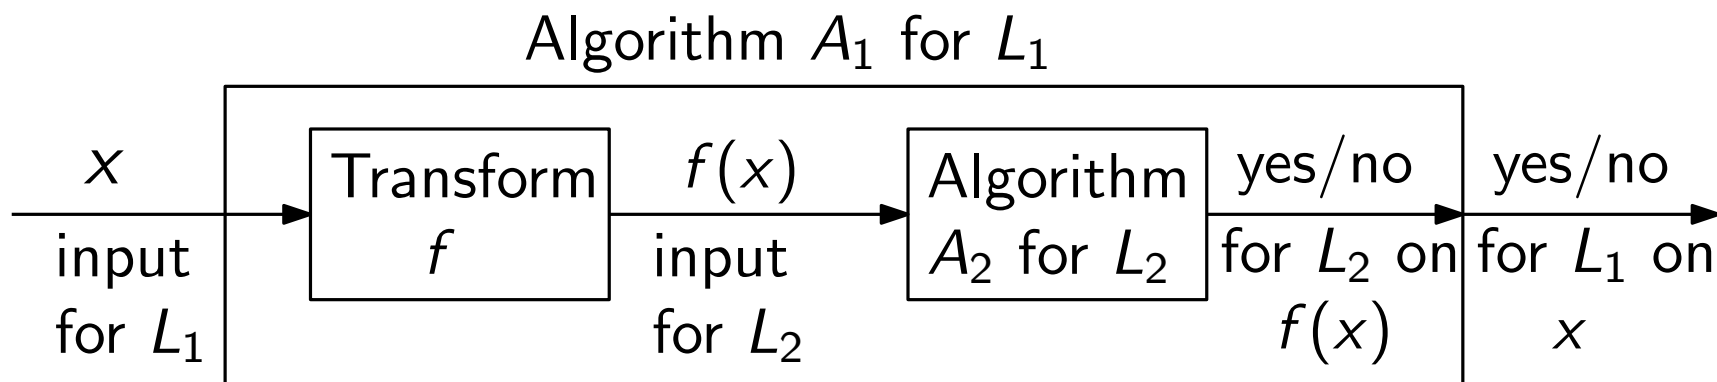 Algorithm A₁ for L₁
x
input
for L₁
Transform
f
f(x)
input
for L₂
Algorithm
A₂ for L₂
yes/no
for L₂ on
f(x)
yes/no
for L₁ on
x